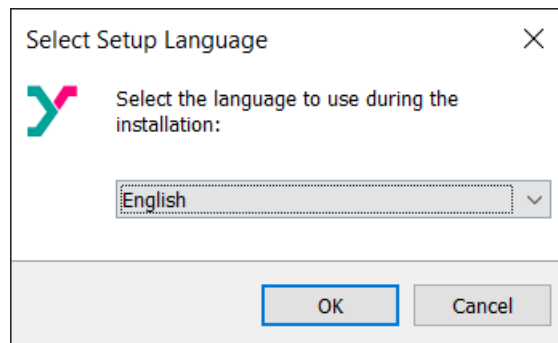 Select Setup Language
Select the language to use during the
installation:
English
OK
Cancel